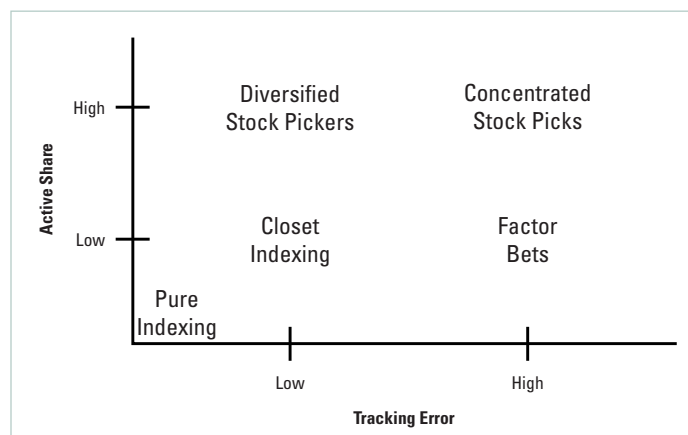 Active Share
High
Low
Diversified
Stock Pickers
Concentrated
Stock Picks
Closet
Indexing
Factor
Bets
Pure
Indexing
Low
High
Tracking Error